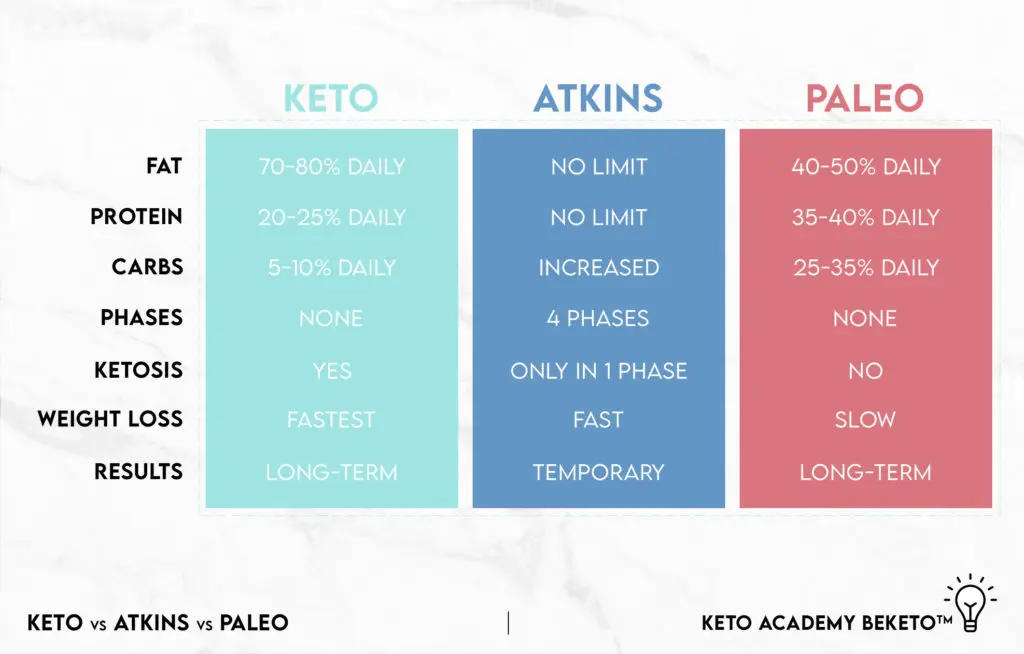 KETO ATKINS PALEO
FAT 70-80% DAILY NO LIMIT 40-50% DAILY
PROTEIN 20-25% DAILY NO LIMIT 35-40% DAILY
CARBS 5-10% DAILY INCREASED 25-35% DAILY
PHASES NONE 4 PHASES NONE
KETOSIS YES ONLY IN 1 PHASE NO
WEIGHT LOSS FASTEST FAST SLOW
RESULTS LONG-TERM TEMPORARY LONG-TERM
KETO vs ATKINS vs PALEO | KETO ACADEMY BEKETO™